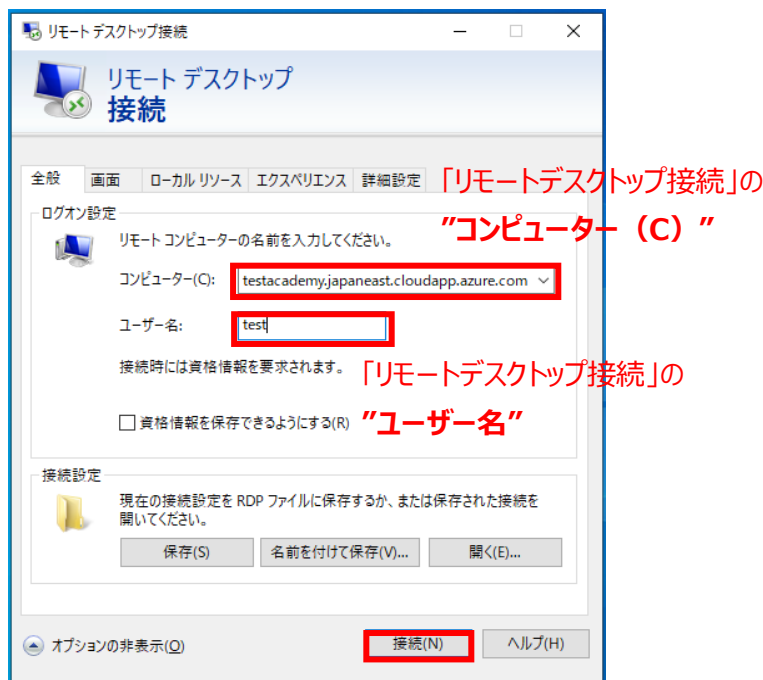 リモート デスクトップ接続
リモート デスクトップ
接続
全般 画面 ローカル リソース エクスペリエンス 詳細設定
「リモートデスクトップ接続」の
”コンピューター（C）”
ログオン設定
リモート コンピューターの名前を入力してください。
コンピューター(C): testacademy.japaneast.cloudapp.azure.com
ユーザー名: test
接続時には資格情報を要求されます。
「リモートデスクトップ接続」の
”ユーザー名”
資格情報を保存できるようにする(R)
接続設定
現在の接続設定を RDP ファイルに保存するか、または保存された接続を
開いてください。
保存(S) 名前を付けて保存(V)... 開く(E)...
オプションの非表示(O) 接続(N) ヘルプ(H)